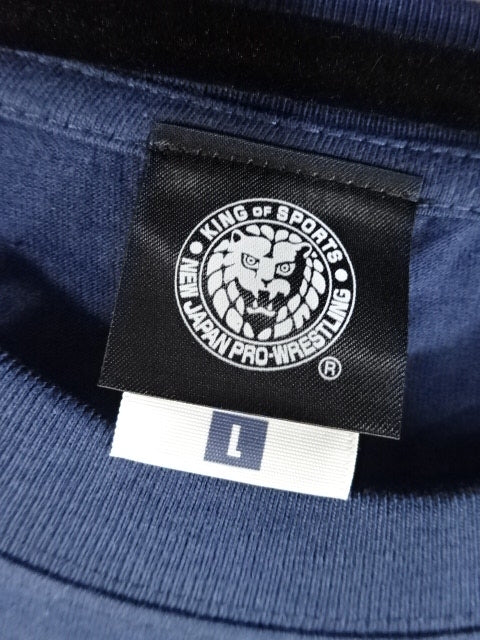 KING OF SPORTS
NEW JAPAN PRO-WRESTLING
®
L